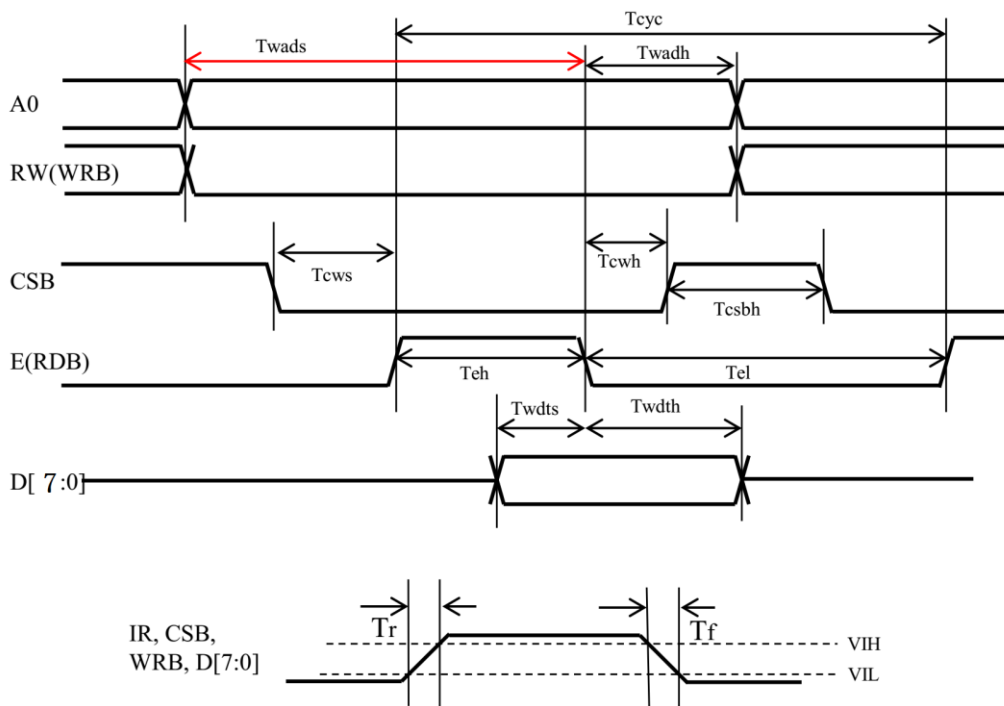 Tcyc
Twads
Twadh
A0
RW(WRB)
Tcws
Tcwh
CSB
Tcsbh
E(RDB)
Teh
Tel
Twdts
Twdth
D[ 7:0]
IR, CSB,
WRB, D[7:0]
Tr
Tf
VIH
VIL